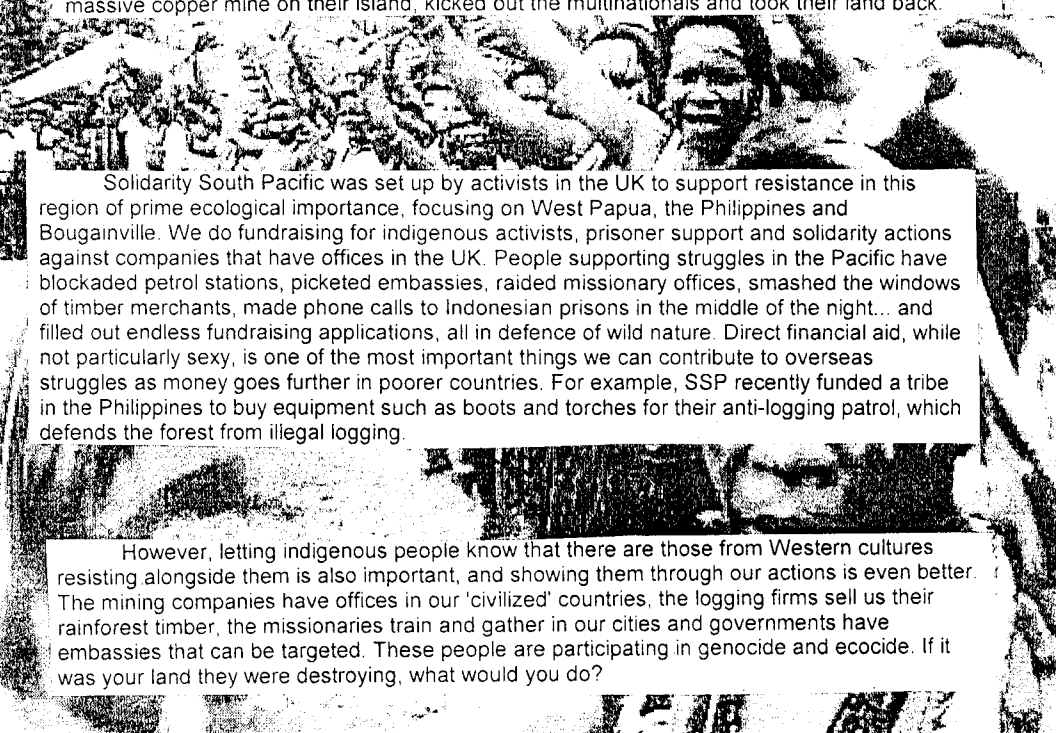 massive copper mine on their island, kicked out the multinationals and took their land back.
Solidarity South Pacific was set up by activists in the UK to support resistance in this
region of prime ecological importance, focusing on West Papua, the Philippines and
Bougainville. We do fundraising for indigenous activists, prisoner support and solidarity actions
against companies that have offices in the UK. People supporting struggles in the Pacific have
blockaded petrol stations, picketed embassies, raided missionary offices, smashed the windows
of timber merchants, made phone calls to Indonesian prisons in the middle of the night... and
filled out endless fundraising applications, all in defence of wild nature. Direct financial aid, while
not particularly sexy, is one of the most important things we can contribute to overseas
struggles as money goes further in poorer countries. For example, SSP recently funded a tribe
in the Philippines to buy equipment such as boots and torches for their anti-logging patrol, which
defends the forest from illegal logging.
However, letting indigenous people know that there are those from Western cultures
resisting alongside them is also important, and showing them through our actions is even better.
The mining companies have offices in our 'civilized' countries, the logging firms sell us their
rainforest timber, the missionaries train and gather in our cities and governments have
embassies that can be targeted. These people are participating in genocide and ecocide. If it
was your land they were destroying, what would you do?